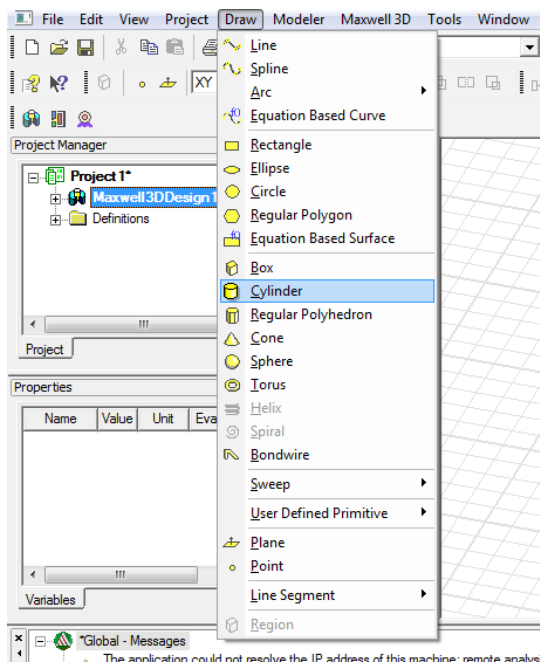 File Edit View Project Draw Modeler Maxwell 3D Tools Window
XY
Project Manager
Project1*
Maxwell3DDesign1
Definitions
Project
Properties
Name Value Unit Eva
Variables
Line
Spline
Arc
Equation Based Curve
Rectangle
Ellipse
Circle
Regular Polygon
Equation Based Surface
Box
Cylinder
Regular Polyhedron
Cone
Sphere
Torus
Helix
Spiral
Bondwire
Sweep
User Defined Primitive
Plane
Point
Line Segment
Region
*Global - Messages
The application could not resolve the IP address of this machine: remote analysi